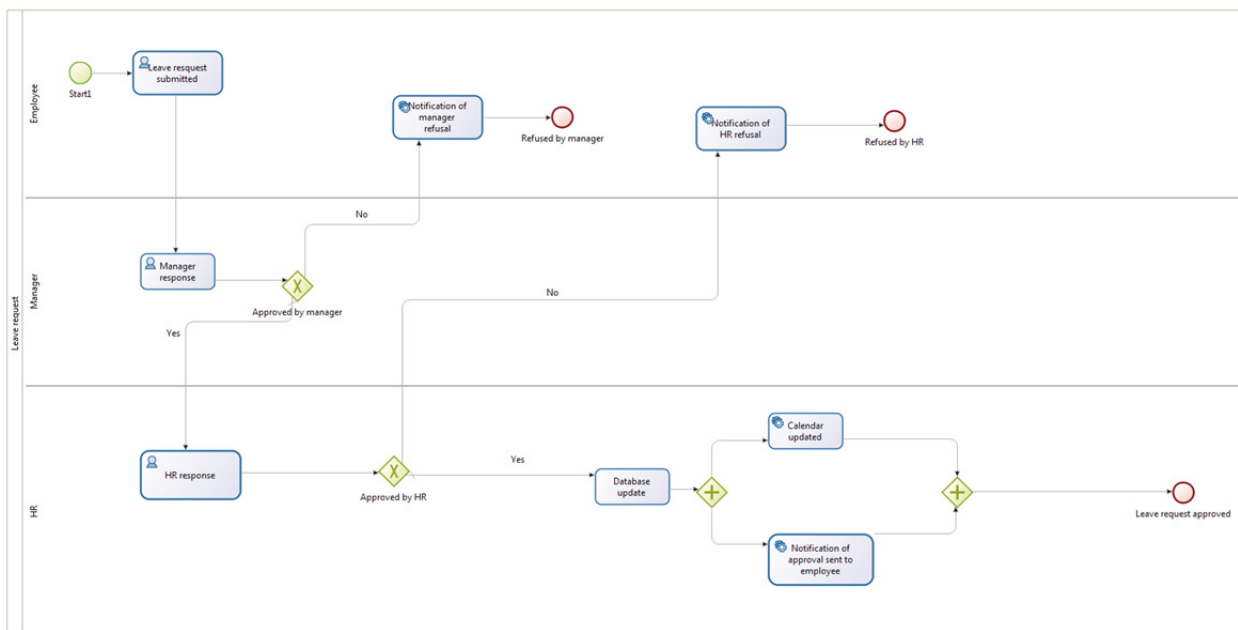 Leave request
Employee
Manager
HR
Start1
Leave resquest
submitted
Notification of
manager
refusal
Refused by manager
Notification of
HR refusal
Refused by HR
No
Manager
response
Approved by manager
Yes
No
HR response
Approved by HR
Yes
Database
update
Calendar
updated
Notification of
approval sent to
employee
Leave request approved